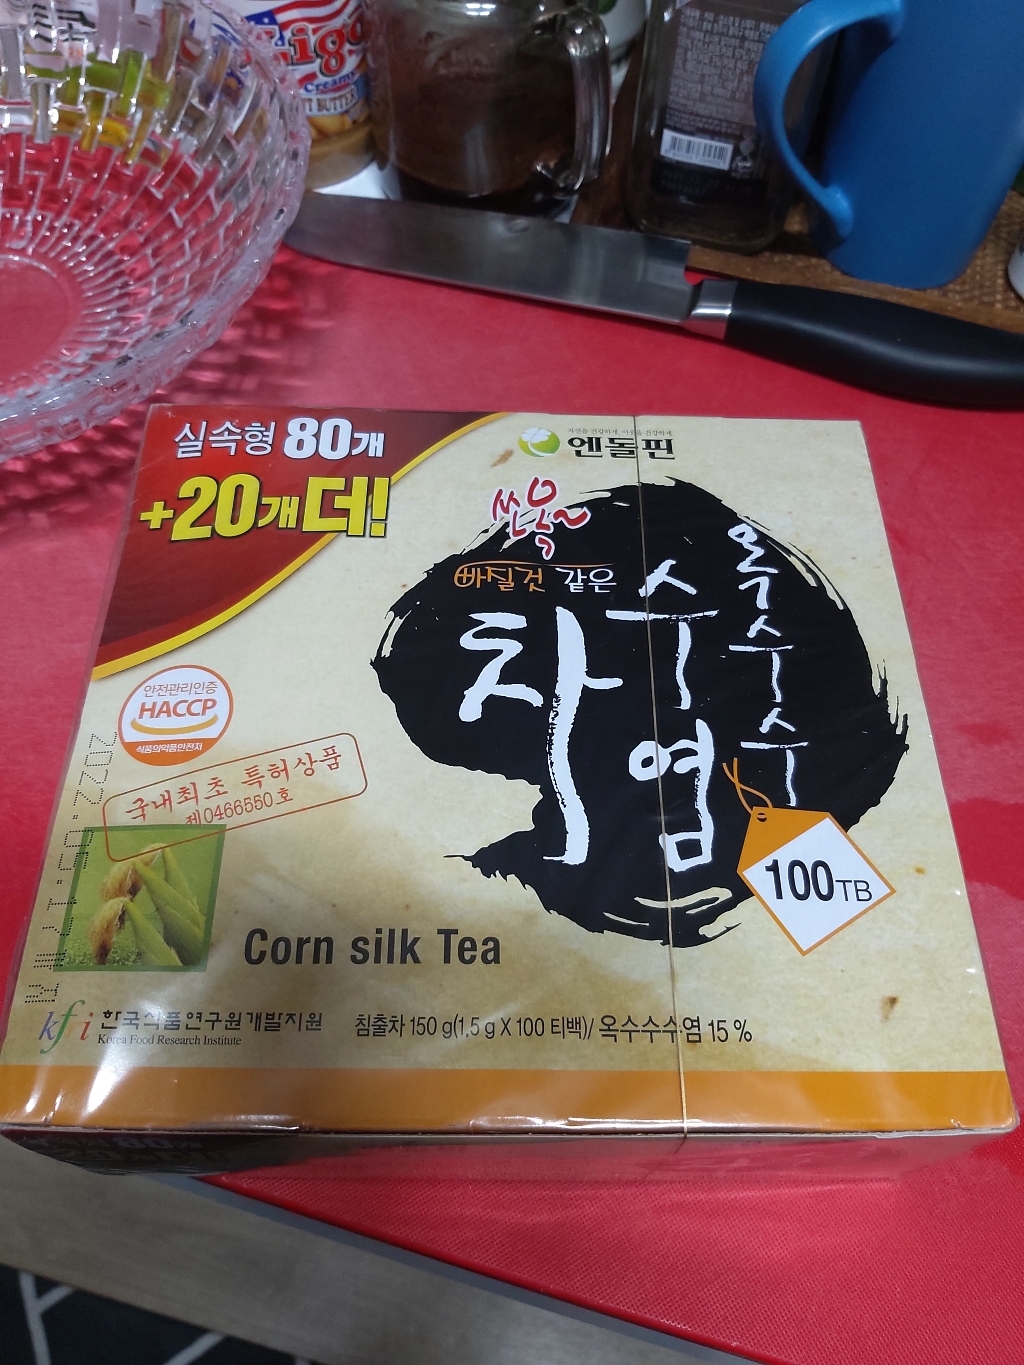 Creamy
실속형 80개
+20개 더!
엔돌핀
쏘옥~
빠질것 같은
옥수수
수염
차
안전관리인증
HACCP
식품의약품안전처
국내최초 특허상품
제0466550호
100TB
Corn silk Tea
kfi 한국식품연구원개발지원
Korea Food Research Institute
침출차 150 g(1.5 g X 100 티백)/ 옥수수수염 15 %